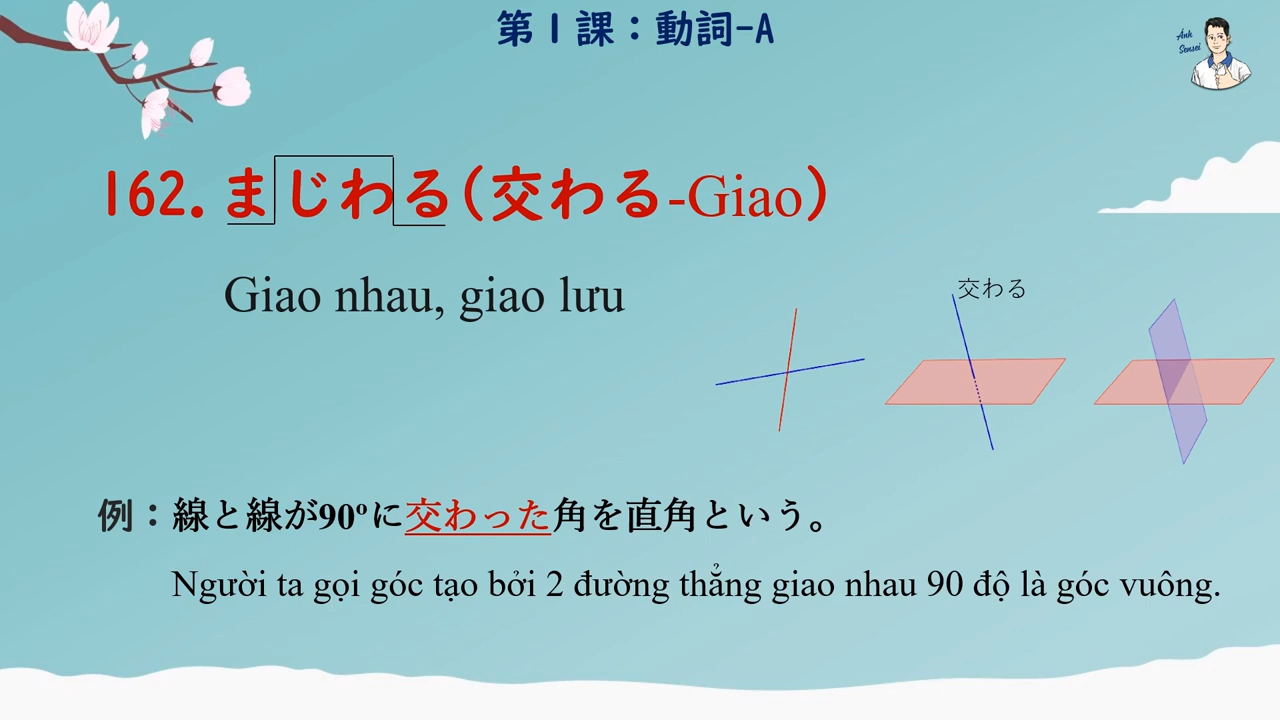 第1課：動詞-A
Anh
Sensei
162. まじわる(交わる-Giao)
Giao nhau, giao lưu
交わる
例：線と線が90ºに交わった角を直角という。
Người ta gọi góc tạo bởi 2 đường thẳng giao nhau 90 độ là góc vuông.